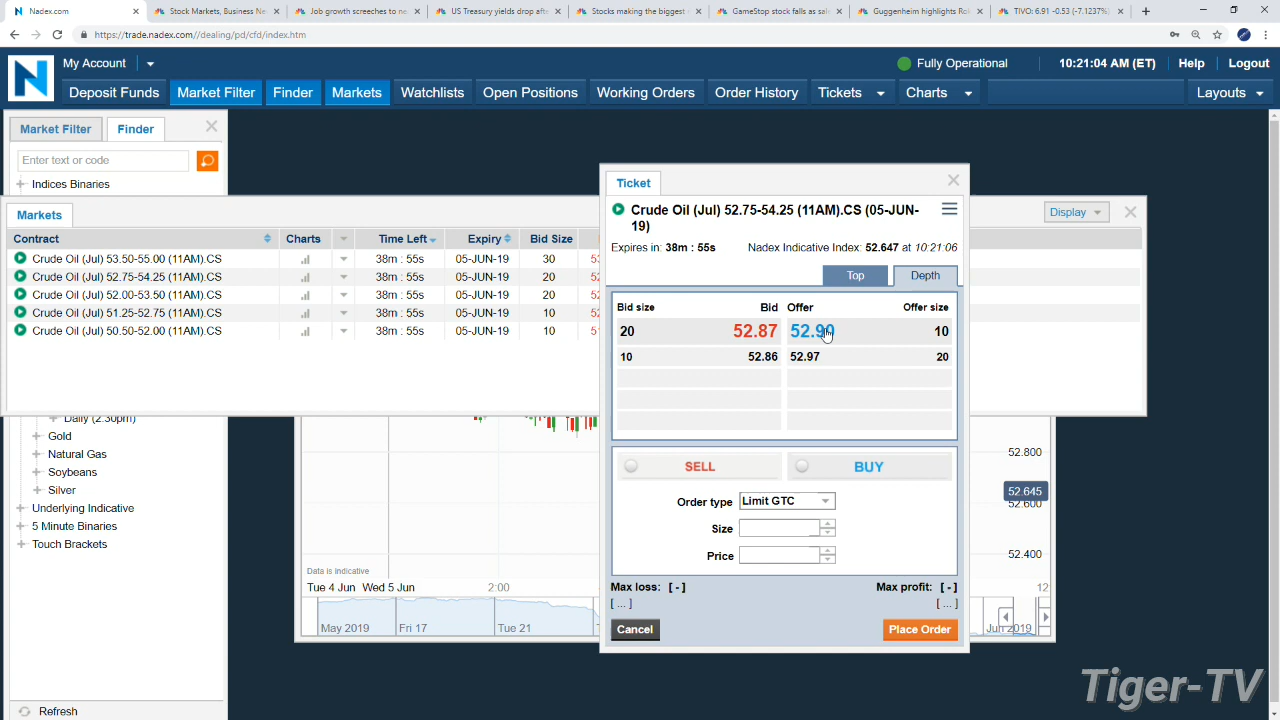 Nadex.com
Stock Markets, Business Ne
Job growth screeches to ne
US Treasury yields drop afte
Stocks making the biggest
GameStop stock falls as sale
Guggenheim highlights Rok
TIVO: 6.91 -0.53 (-7.1237%)
https://trade.nadex.com//dealing/pd/cfd/index.htm
My Account
Fully Operational
10:21:04 AM (ET)
Help
Logout
Deposit Funds
Market Filter
Finder
Markets
Watchlists
Open Positions
Working Orders
Order History
Tickets
Charts
Layouts
Market Filter
Finder
Enter text or code
Indices Binaries
Markets
Display
Contract Charts Time Left Expiry Bid Size
Crude Oil (Jul) 53.50-55.00 (11AM).CS 38m : 55s 05-JUN-19 30
Crude Oil (Jul) 52.75-54.25 (11AM).CS 38m : 55s 05-JUN-19 20
Crude Oil (Jul) 52.00-53.50 (11AM).CS 38m : 55s 05-JUN-19 20
Crude Oil (Jul) 51.25-52.75 (11AM).CS 38m : 55s 05-JUN-19 10
Crude Oil (Jul) 50.50-52.00 (11AM).CS 38m : 55s 05-JUN-19 10
Daily (2:30pm)
Gold
Natural Gas
Soybeans
Silver
Underlying Indicative
5 Minute Binaries
Touch Brackets
Refresh
Ticket
Crude Oil (Jul) 52.75-54.25 (11AM).CS (05-JUN-
19)
Expires in: 38m : 55s Nadex Indicative Index: 52.647 at 10:21:06
Top
Depth
Bid size Bid Offer Offer size
20 52.87 10
10 52.86 52.97 20
SELL
BUY
Order type Limit GTC
Size
Price
Max loss: [ - ] Max profit: [ - ]
[ ... ] [ ... ]
Cancel
Place Order
52.800
52.645
52.600
52.400
Data is Indicative
Tue 4 Jun Wed 5 Jun 2:00 12
May 2019 Fri 17 Tue 21 Jun 2019
Tiger-TV